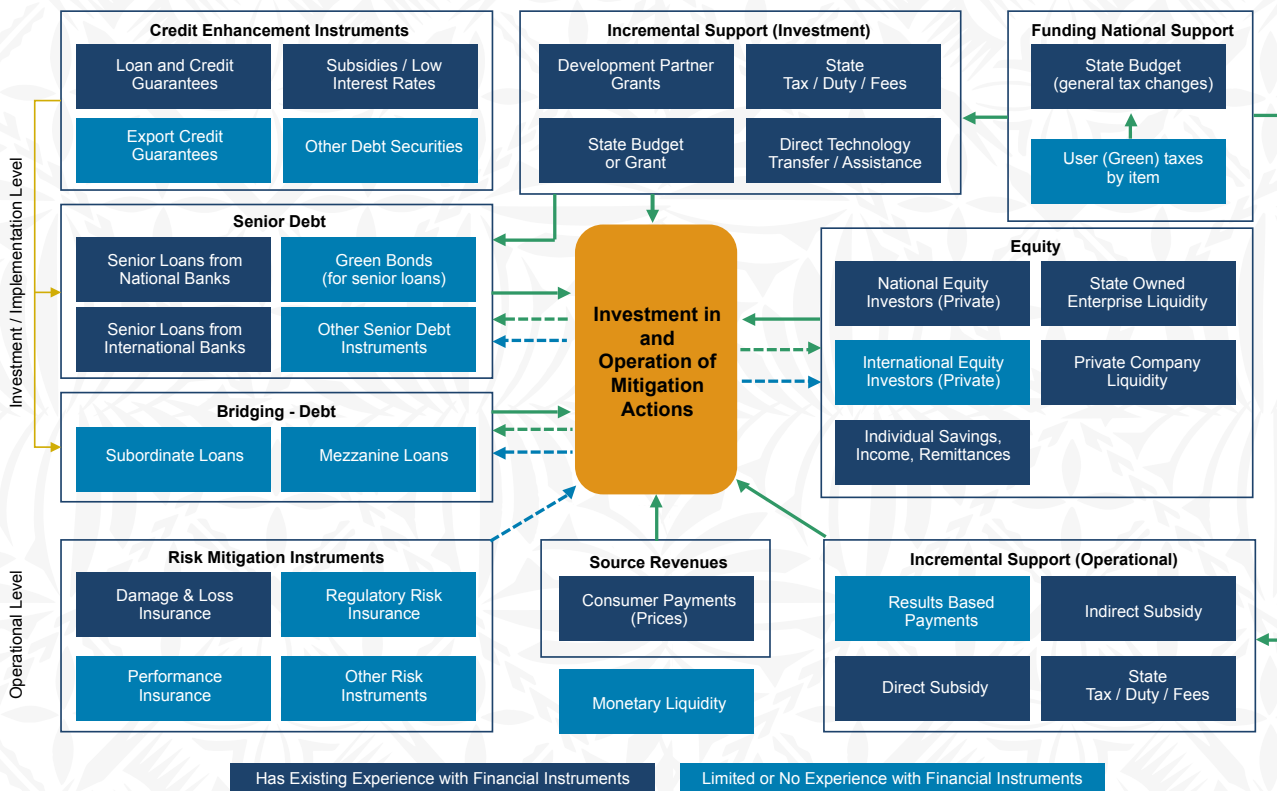 Credit Enhancement Instruments
Loan and Credit
Guarantees
Subsidies / Low
Interest Rates
Export Credit
Guarantees
Other Debt Securities
Incremental Support (Investment)
Development Partner
Grants
State
Tax / Duty / Fees
State Budget
or Grant
Direct Technology
Transfer / Assistance
Funding National Support
State Budget
(general tax changes)
User (Green) taxes
by item
Investment / Implementation Level
Senior Debt
Senior Loans from
National Banks
Green Bonds
(for senior loans)
Senior Loans from
International Banks
Other Senior Debt
Instruments
Bridging - Debt
Subordinate Loans
Mezzanine Loans
Investment in
and
Operation of
Mitigation
Actions
Equity
National Equity
Investors (Private)
State Owned
Enterprise Liquidity
International Equity
Investors (Private)
Private Company
Liquidity
Individual Savings,
Income, Remittances
Operational Level
Risk Mitigation Instruments
Damage & Loss
Insurance
Regulatory Risk
Insurance
Performance
Insurance
Other Risk
Instruments
Source Revenues
Consumer Payments
(Prices)
Monetary Liquidity
Incremental Support (Operational)
Results Based
Payments
Indirect Subsidy
Direct Subsidy
State
Tax / Duty / Fees
Has Existing Experience with Financial Instruments
Limited or No Experience with Financial Instruments